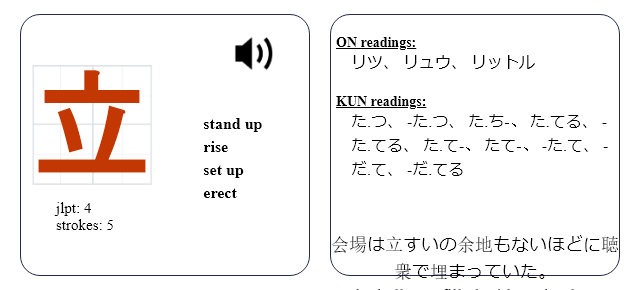 立
stand up
rise
set up
erect
jlpt: 4
strokes: 5
ON readings:
リツ、 リュウ、 リットル
KUN readings:
た.つ、 -た.つ、 た.ち-、 た.てる、 -
た.てる、 た.て-、 たて-、 -た.て、 -
だ.て、 -だ.てる
会場は立すいの余地もないほどに聴
衆で埋まっていた。